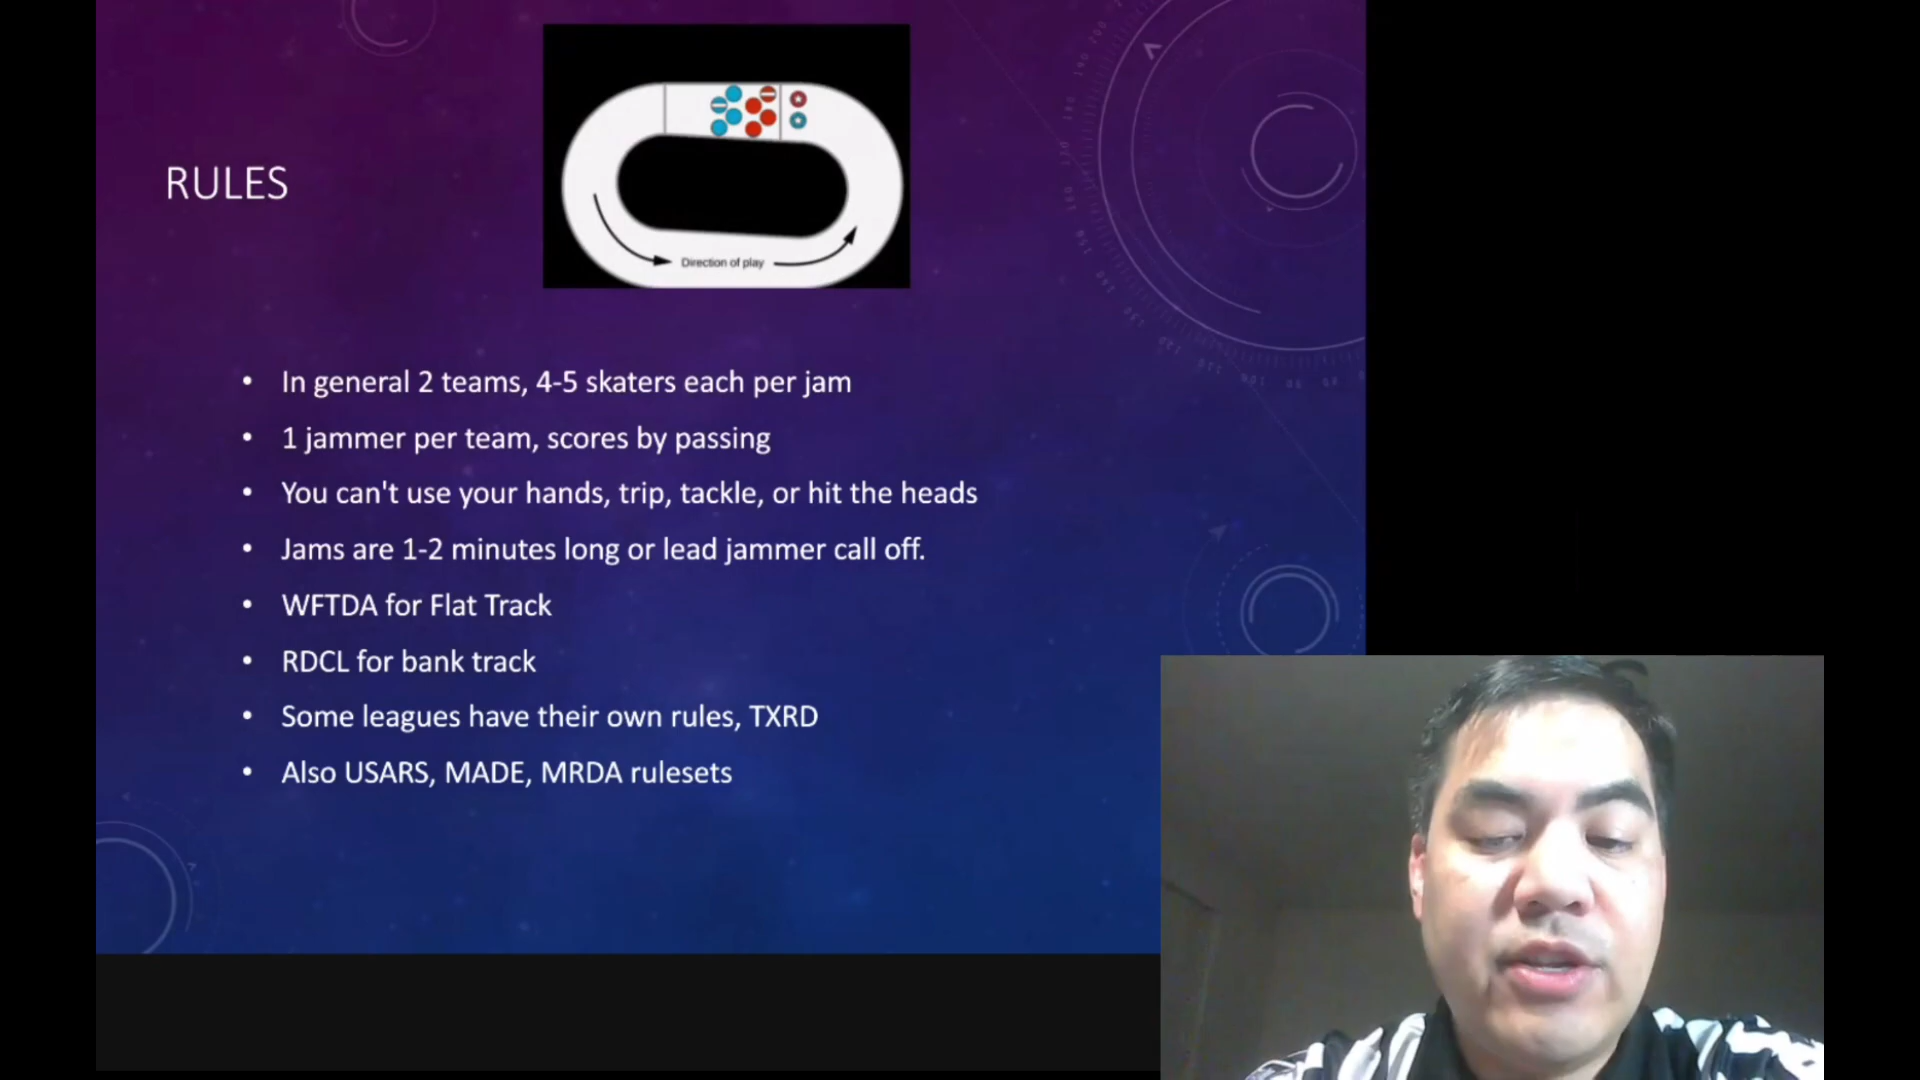 Direction of play
RULES
In general 2 teams, 4-5 skaters each per jam
1 jammer per team, scores by passing
You can't use your hands, trip, tackle, or hit the heads
Jams are 1-2 minutes long or lead jammer call off.
WFTDA for Flat Track
RDCL for bank track
Some leagues have their own rules, TXRD
Also USARS, MADE, MRDA rulesets